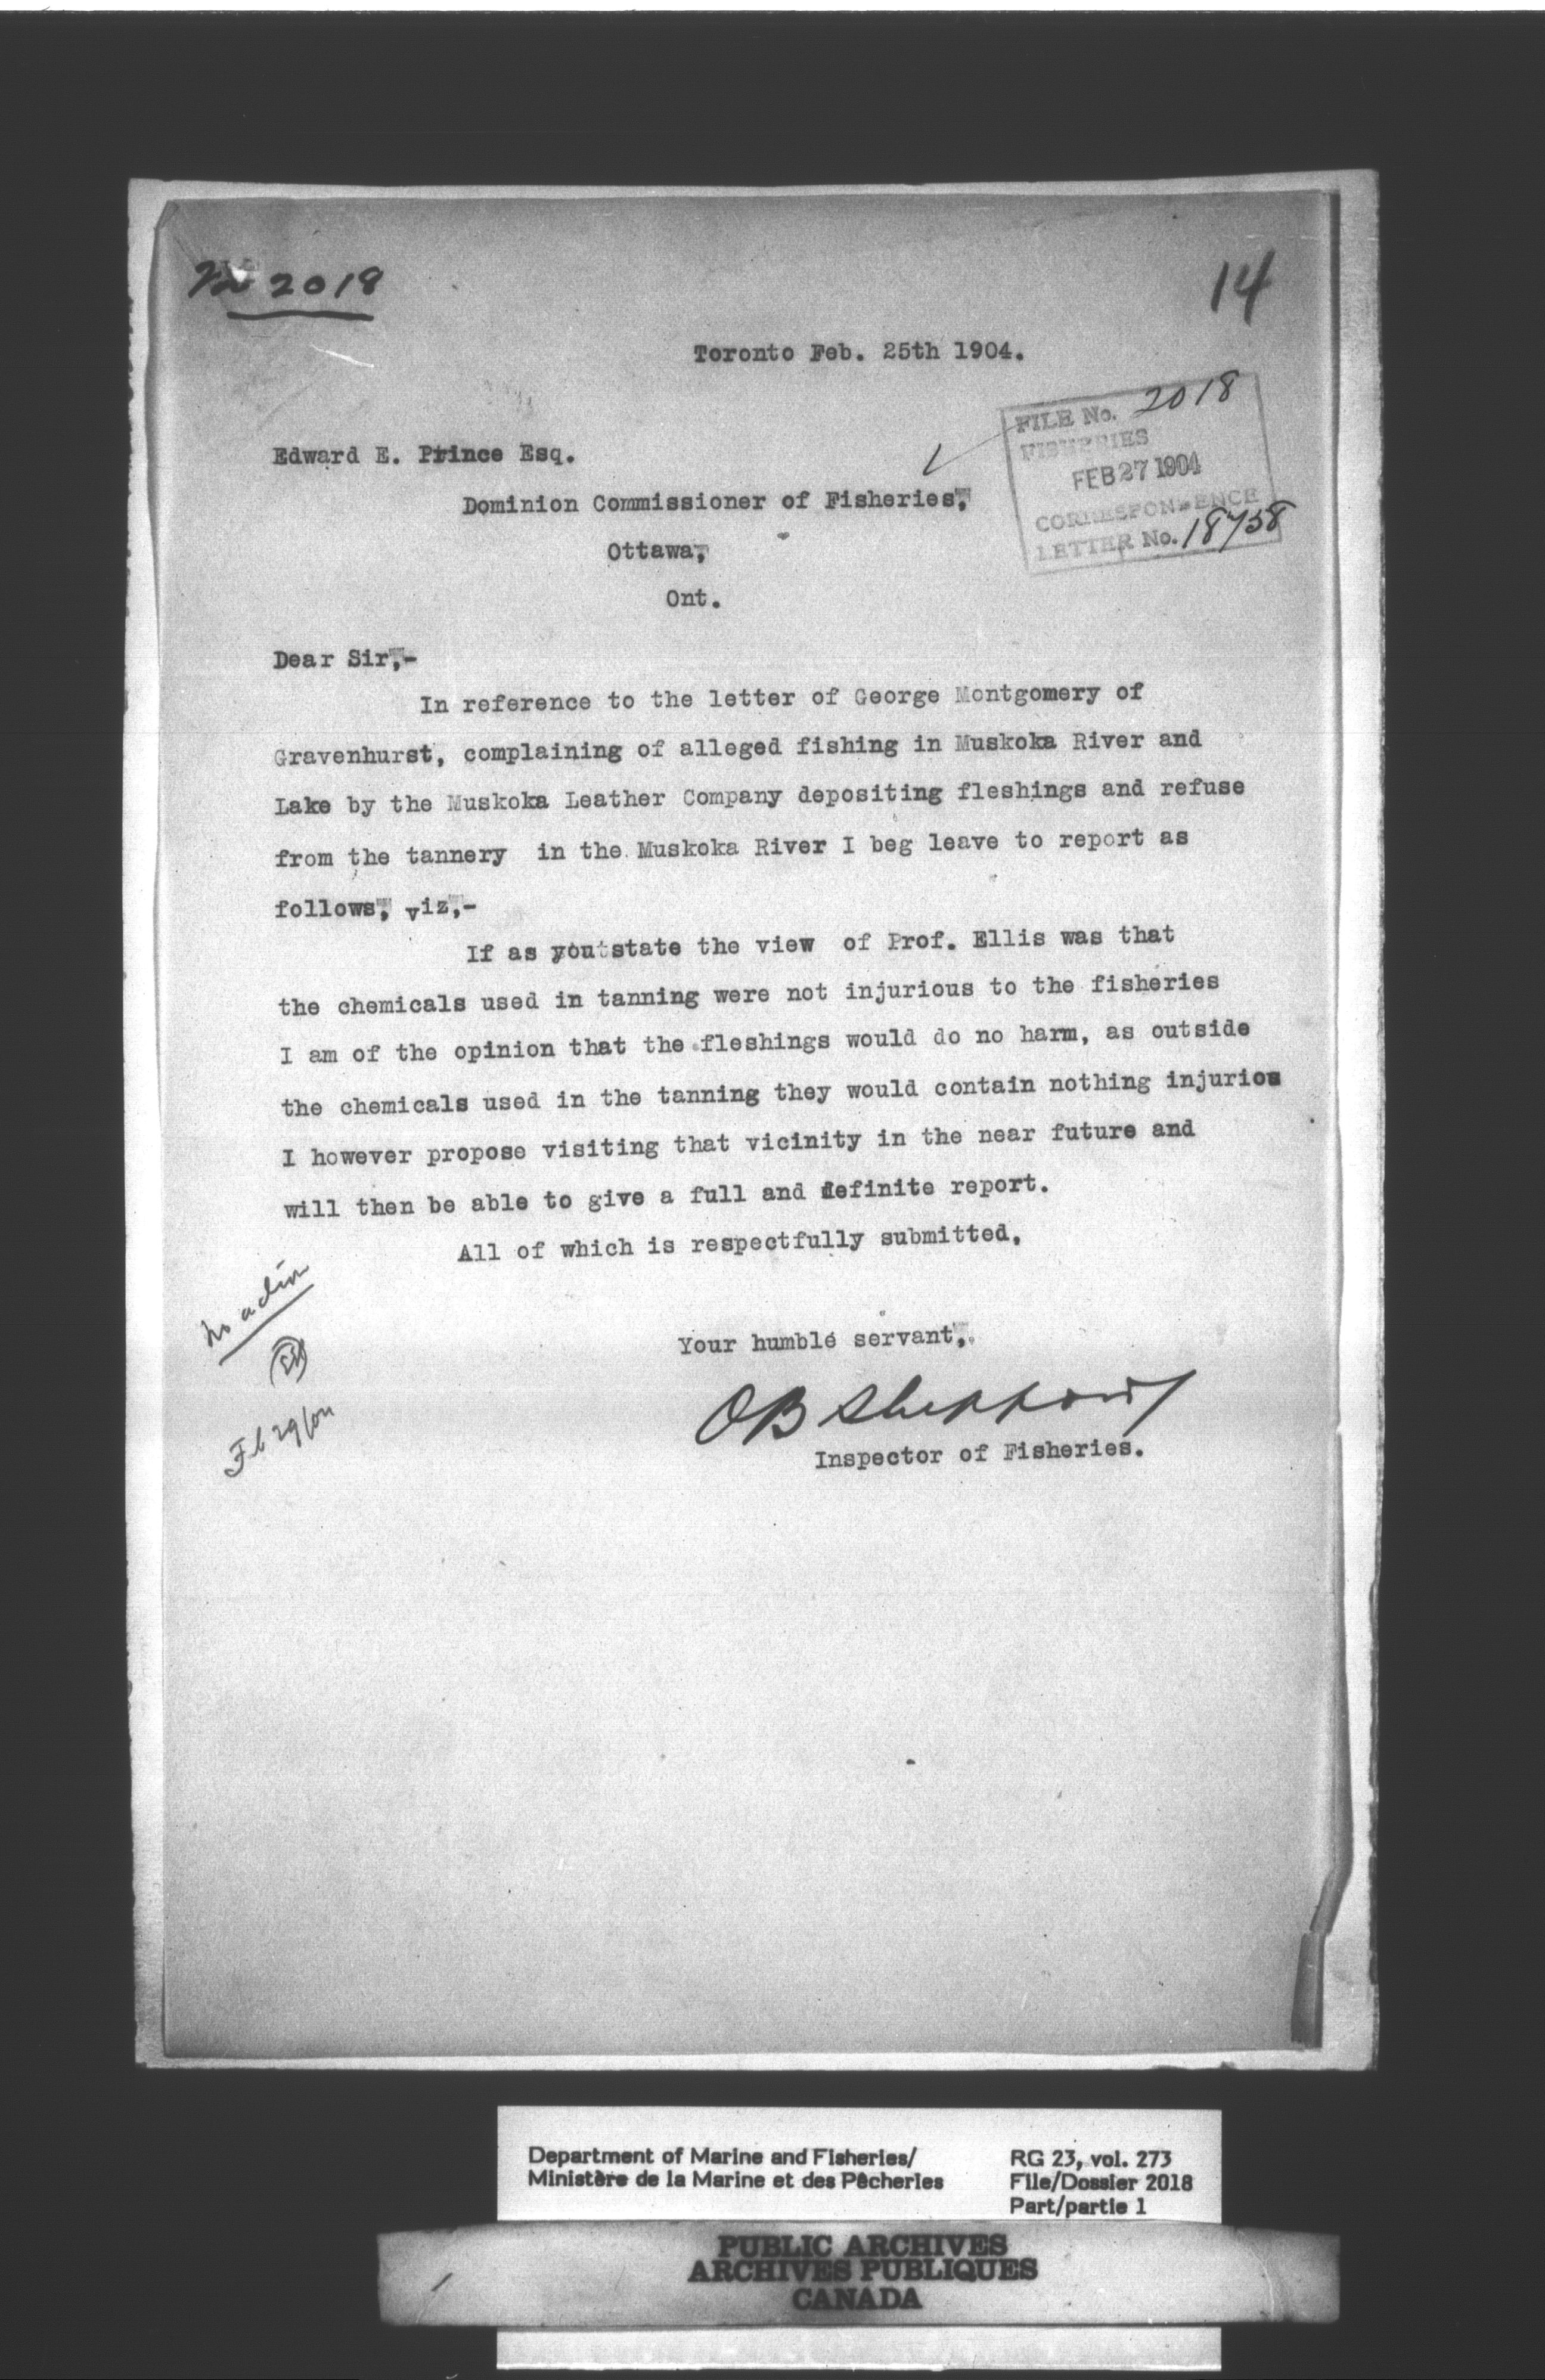 No 2018
14
Toronto Feb. 25th 1904.
FILE No. 2018
FISHERIES
FEB 27 1904
CORRESPONDENCE
LETTER No. 18758
Edward E. Prince Esq.
Dominion Commissioner of Fisheries,
Ottawa,
Ont.
Dear Sir,-
In reference to the letter of George Montgomery of
Gravenhurst, complaining of alleged fishing in Muskoka River and
Lake by the Muskoka Leather Company depositing fleshings and refuse
from the tannery in the Muskoka River I beg leave to report as
follows, viz,-
If as you state the view of Prof. Ellis was that
the chemicals used in tanning were not injurious to the fisheries
I am of the opinion that the fleshings would do no harm, as outside
the chemicals used in the tanning they would contain nothing injuriou
I however propose visiting that vicinity in the near future and
will then be able to give a full and definite report.
All of which is respectfully submitted,
no action
Feb 29/04
Your humble servant,
OB Sheppard
Inspector of Fisheries.
Department of Marine and Fisheries/
Ministère de la Marine et des Pêcheries
RG 23, vol. 273
File/Dossier 2018
Part/partie 1
PUBLIC ARCHIVES
ARCHIVES PUBLIQUES
CANADA